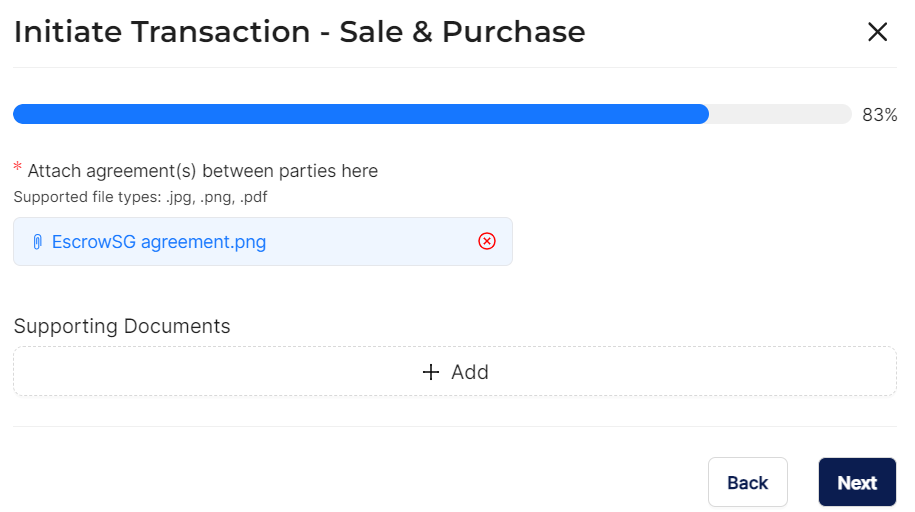 Initiate Transaction - Sale & Purchase
83%
* Attach agreement(s) between parties here
Supported file types: .jpg, .png, .pdf
EscrowSG agreement.png
Supporting Documents
+ Add
Back Next